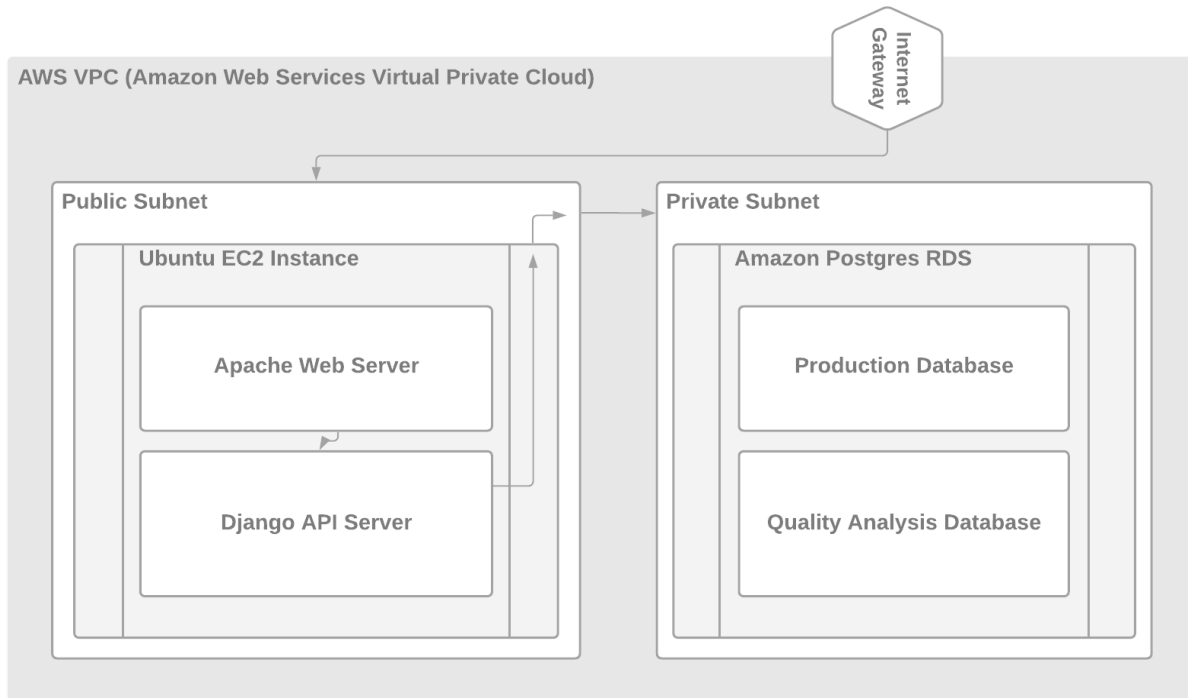 Internet
Gateway
AWS VPC (Amazon Web Services Virtual Private Cloud)
Public Subnet
Ubuntu EC2 Instance
Apache Web Server
Django API Server
Private Subnet
Amazon Postgres RDS
Production Database
Quality Analysis Database